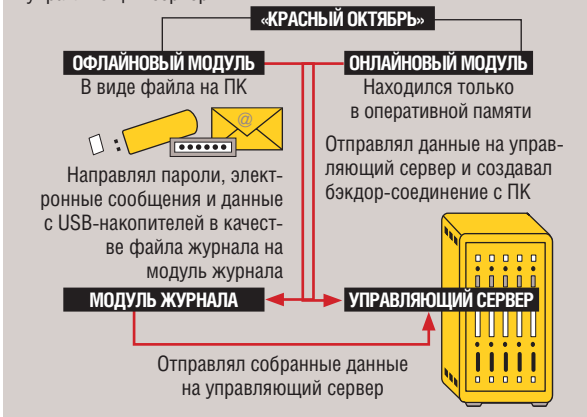 «КРАСНЫЙ ОКТЯБРЬ»
ОФЛАЙНОВЫЙ МОДУЛЬ
В виде файла на ПК
@
Направлял пароли, элект-
ронные сообщения и данные
с USB-накопителей в качест-
ве файла журнала на
модуль журнала
ОНЛАЙНОВЫЙ МОДУЛЬ
Находился только
в оперативной памяти
Отправлял данные на управ-
ляющий сервер и создавал
бэкдор-соединение с ПК
МОДУЛЬ ЖУРНАЛА
УПРАВЛЯЮЩИЙ СЕРВЕР
Отправлял собранные данные
на управляющий сервер